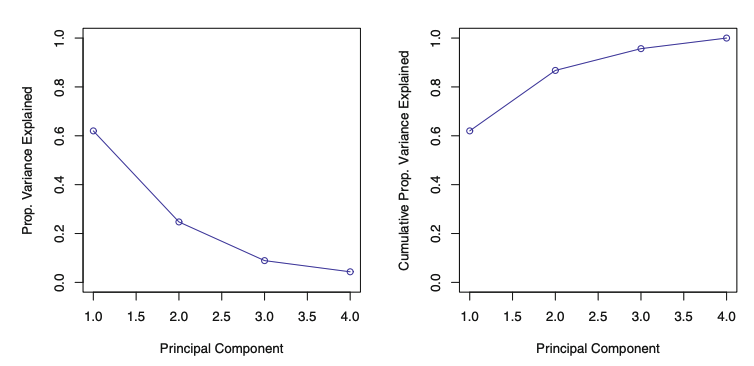 Prop. Variance Explained
0.0 0.2 0.4 0.6 0.8 1.0
1.0 1.5 2.0 2.5 3.0 3.5 4.0
Principal Component
Cumulative Prop. Variance Explained
0.0 0.2 0.4 0.6 0.8 1.0
1.0 1.5 2.0 2.5 3.0 3.5 4.0
Principal Component